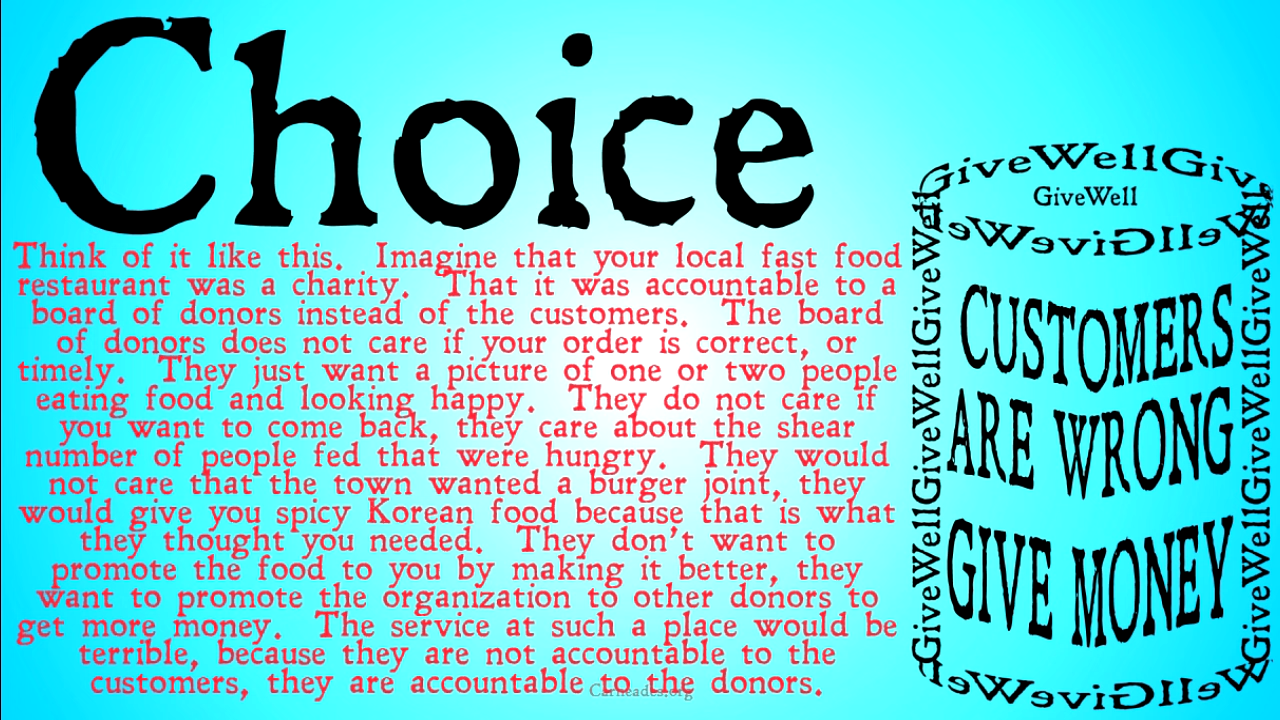 Choice
Think of it like this. Imagine that your local fast food
restaurant was a charity. That it was accountable to a
board of donors instead of the customers. The board
of donors does not care if your order is correct, or
timely. They just want a picture of one or two people
eating food and looking happy. They do not care if
you want to come back, they care about the shear
number of people fed that were hungry. They would
not care that the town wanted a burger joint, they
would give you spicy Korean food because that is what
they thought you needed. They don't want to
promote the food to you by making it better, they
want to promote the organization to other donors to
get more money. The service at such a place would be
terrible, because they are not accountable to the
customers, they are accountable to the donors.
Carneades.org
GiveWellGive
GiveWell
GiveWell
CUSTOMERS
ARE WRONG
GIVE MONEY
GiveWellGiveWellGiveWellGiveWell
GiveWellGiveWellGiveWellGiveWell
GiveWell